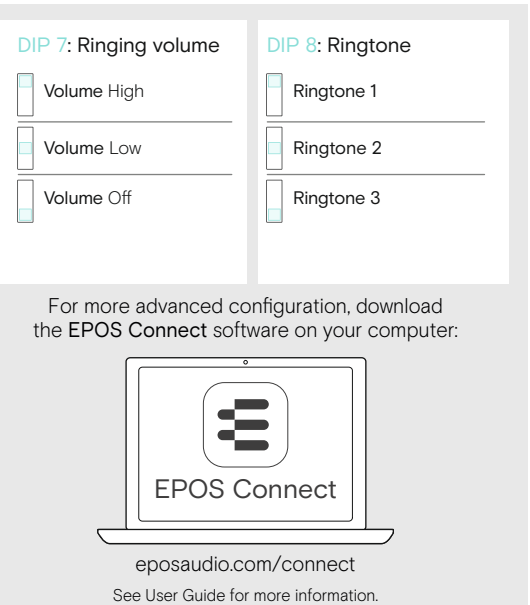 DIP 7: Ringing volume
Volume High
Volume Low
Volume Off
DIP 8: Ringtone
Ringtone 1
Ringtone 2
Ringtone 3
For more advanced configuration, download
the EPOS Connect software on your computer:
EPOS Connect
eposaudio.com/connect
See User Guide for more information.